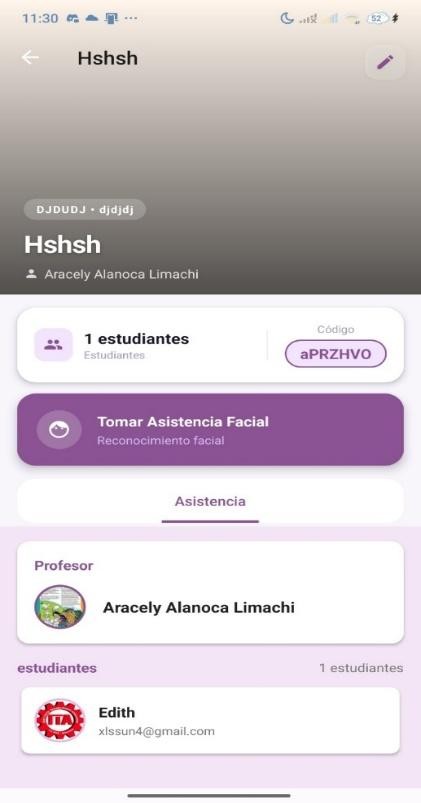 11:30
52
Hshsh
DJDUDJ • djdjdj
Hshsh
Aracely Alanoca Limachi
1 estudiantes
Estudiantes
Código
aPRZHVO
Tomar Asistencia Facial
Reconocimiento facial
Asistencia
Profesor
Aracely Alanoca Limachi
estudiantes
1 estudiantes
ITA
Edith
xlssun4@gmail.com